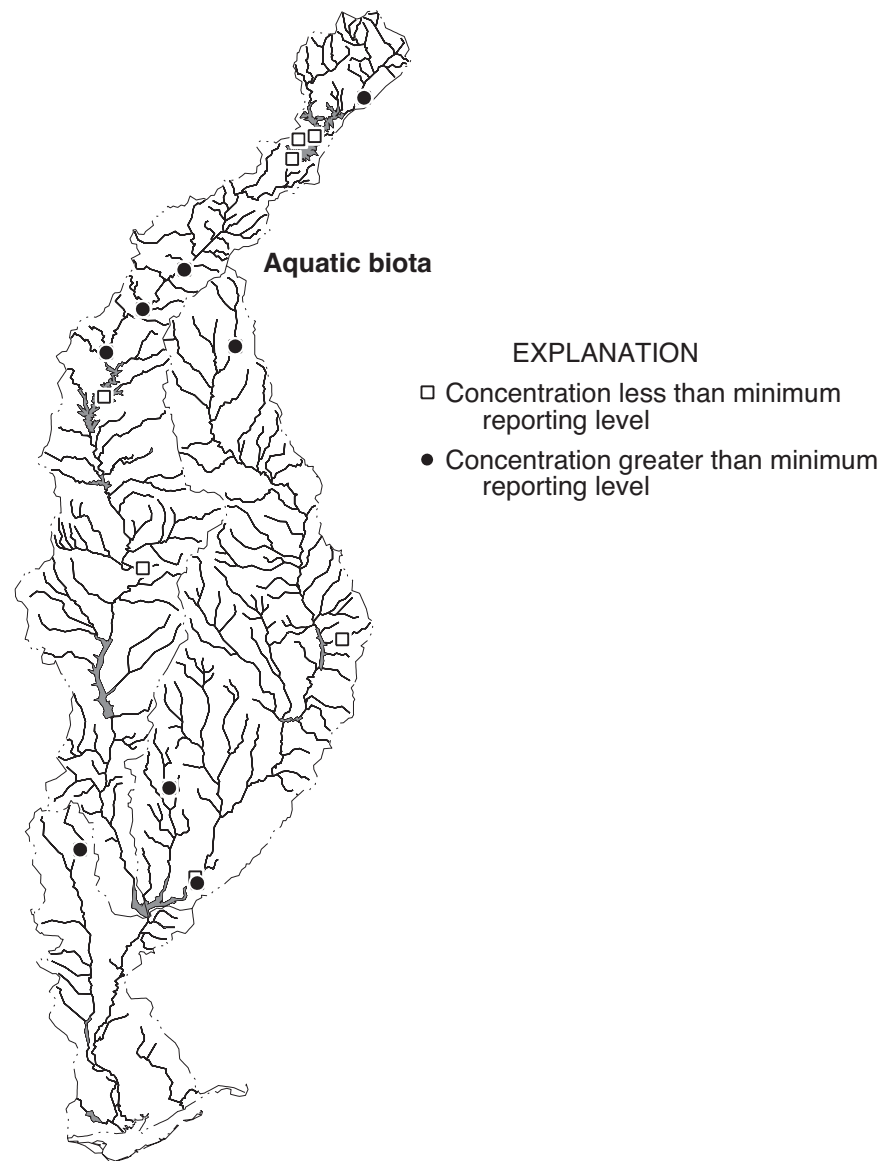 Aquatic biota
EXPLANATION
Concentration less than minimum
reporting level
Concentration greater than minimum
reporting level